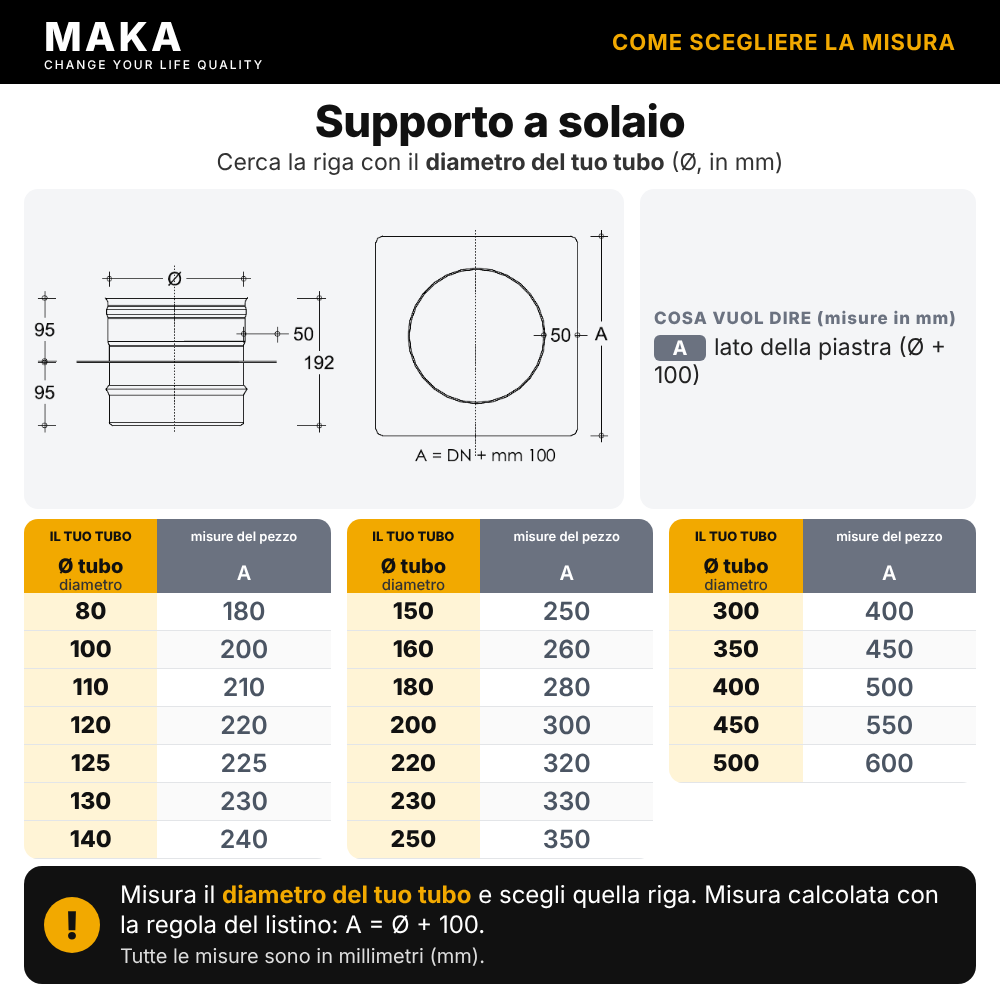 MAKA
CHANGE YOUR LIFE QUALITY
COME SCEGLIERE LA MISURA
Supporto a solaio
Cerca la riga con il diametro del tuo tubo (Ø, in mm)
Ø
95
50
192
95
50
A
A = DN + mm 100
COSA VUOL DIRE (misure in mm)
A lato della piastra (Ø +
100)
IL TUO TUBO misure del pezzo
Ø tubo A
diametro
80 180
100 200
110 210
120 220
125 225
130 230
140 240
IL TUO TUBO misure del pezzo
Ø tubo A
diametro
150 250
160 260
180 280
200 300
220 320
230 330
250 350
IL TUO TUBO misure del pezzo
Ø tubo A
diametro
300 400
350 450
400 500
450 550
500 600
!
Misura il diametro del tuo tubo e scegli quella riga. Misura calcolata con
la regola del listino: A = Ø + 100.
Tutte le misure sono in millimetri (mm).